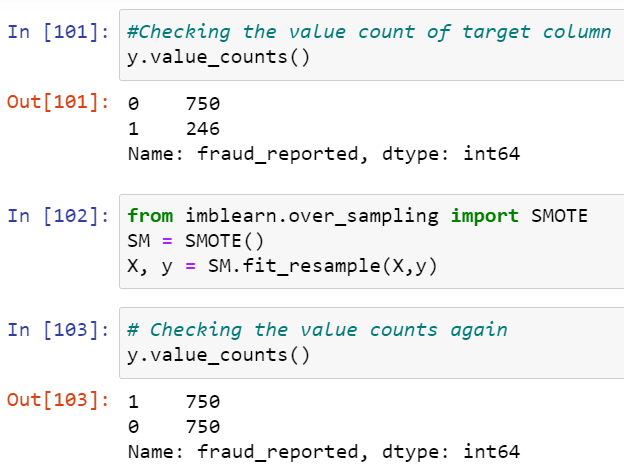 In [101]: #Checking the value count of target column
y.value_counts()
Out[101]: 0    750
1    246
Name: fraud_reported, dtype: int64
In [102]: from imblearn.over_sampling import SMOTE
SM = SMOTE()
X, y = SM.fit_resample(X,y)
In [103]: # Checking the value counts again
y.value_counts()
Out[103]: 1    750
0    750
Name: fraud_reported, dtype: int64